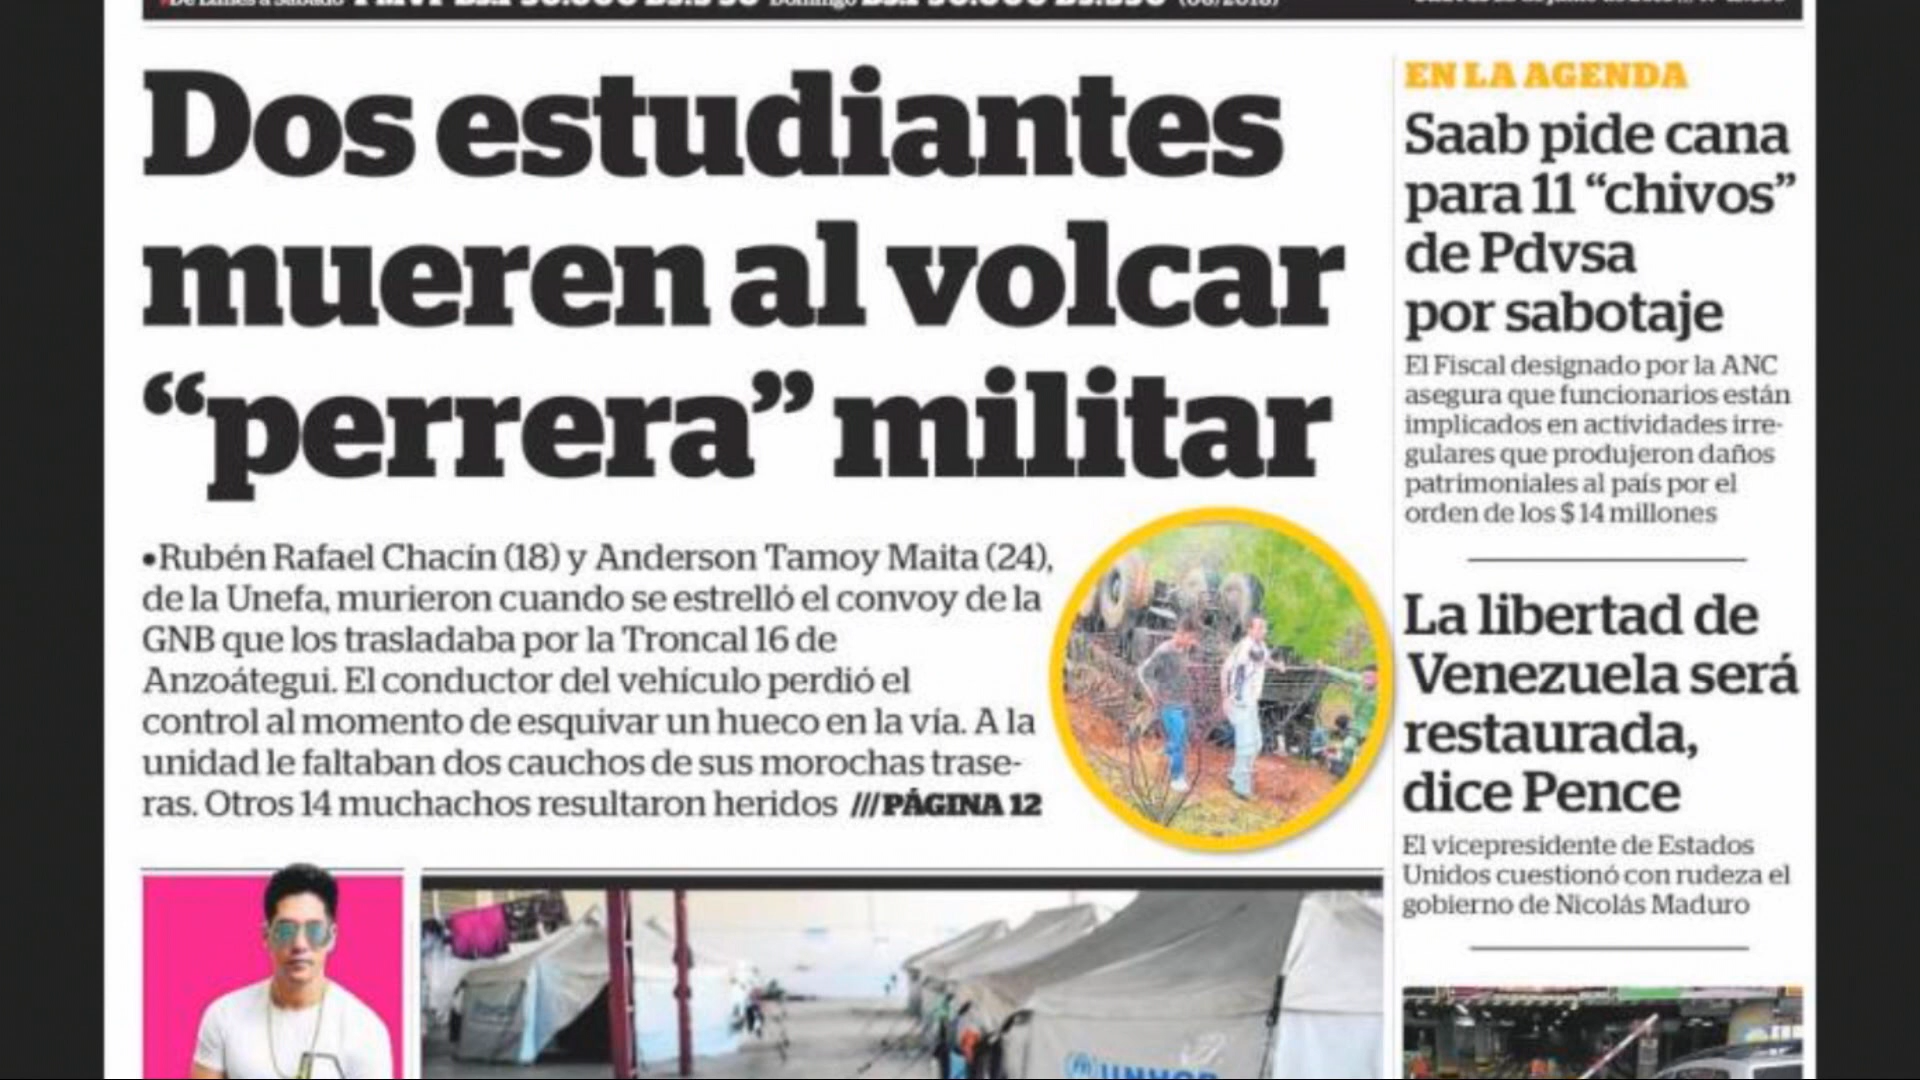 Dos estudiantes
mueren al volcar
“perrera” militar
•Rubén Rafael Chacín (18) y Anderson Tamoy Maita (24),
de la Unefa, murieron cuando se estrelló el convoy de la
GNB que los trasladaba por la Troncal 16 de
Anzoátegui. El conductor del vehículo perdió el
control al momento de esquivar un hueco en la vía. A la
unidad le faltaban dos cauchos de sus morochas trase-
ras. Otros 14 muchachos resultaron heridos ///PÁGINA 12
EN LA AGENDA
Saab pide cana
para 11 “chivos”
de Pdvsa
por sabotaje
El Fiscal designado por la ANC
asegura que funcionarios están
implicados en actividades irre-
gulares que produjeron daños
patrimoniales al país por el
orden de los $ 14 millones
La libertad de
Venezuela será
restaurada,
dice Pence
El vicepresidente de Estados
Unidos cuestionó con rudeza el
gobierno de Nicolás Maduro
UNHCR